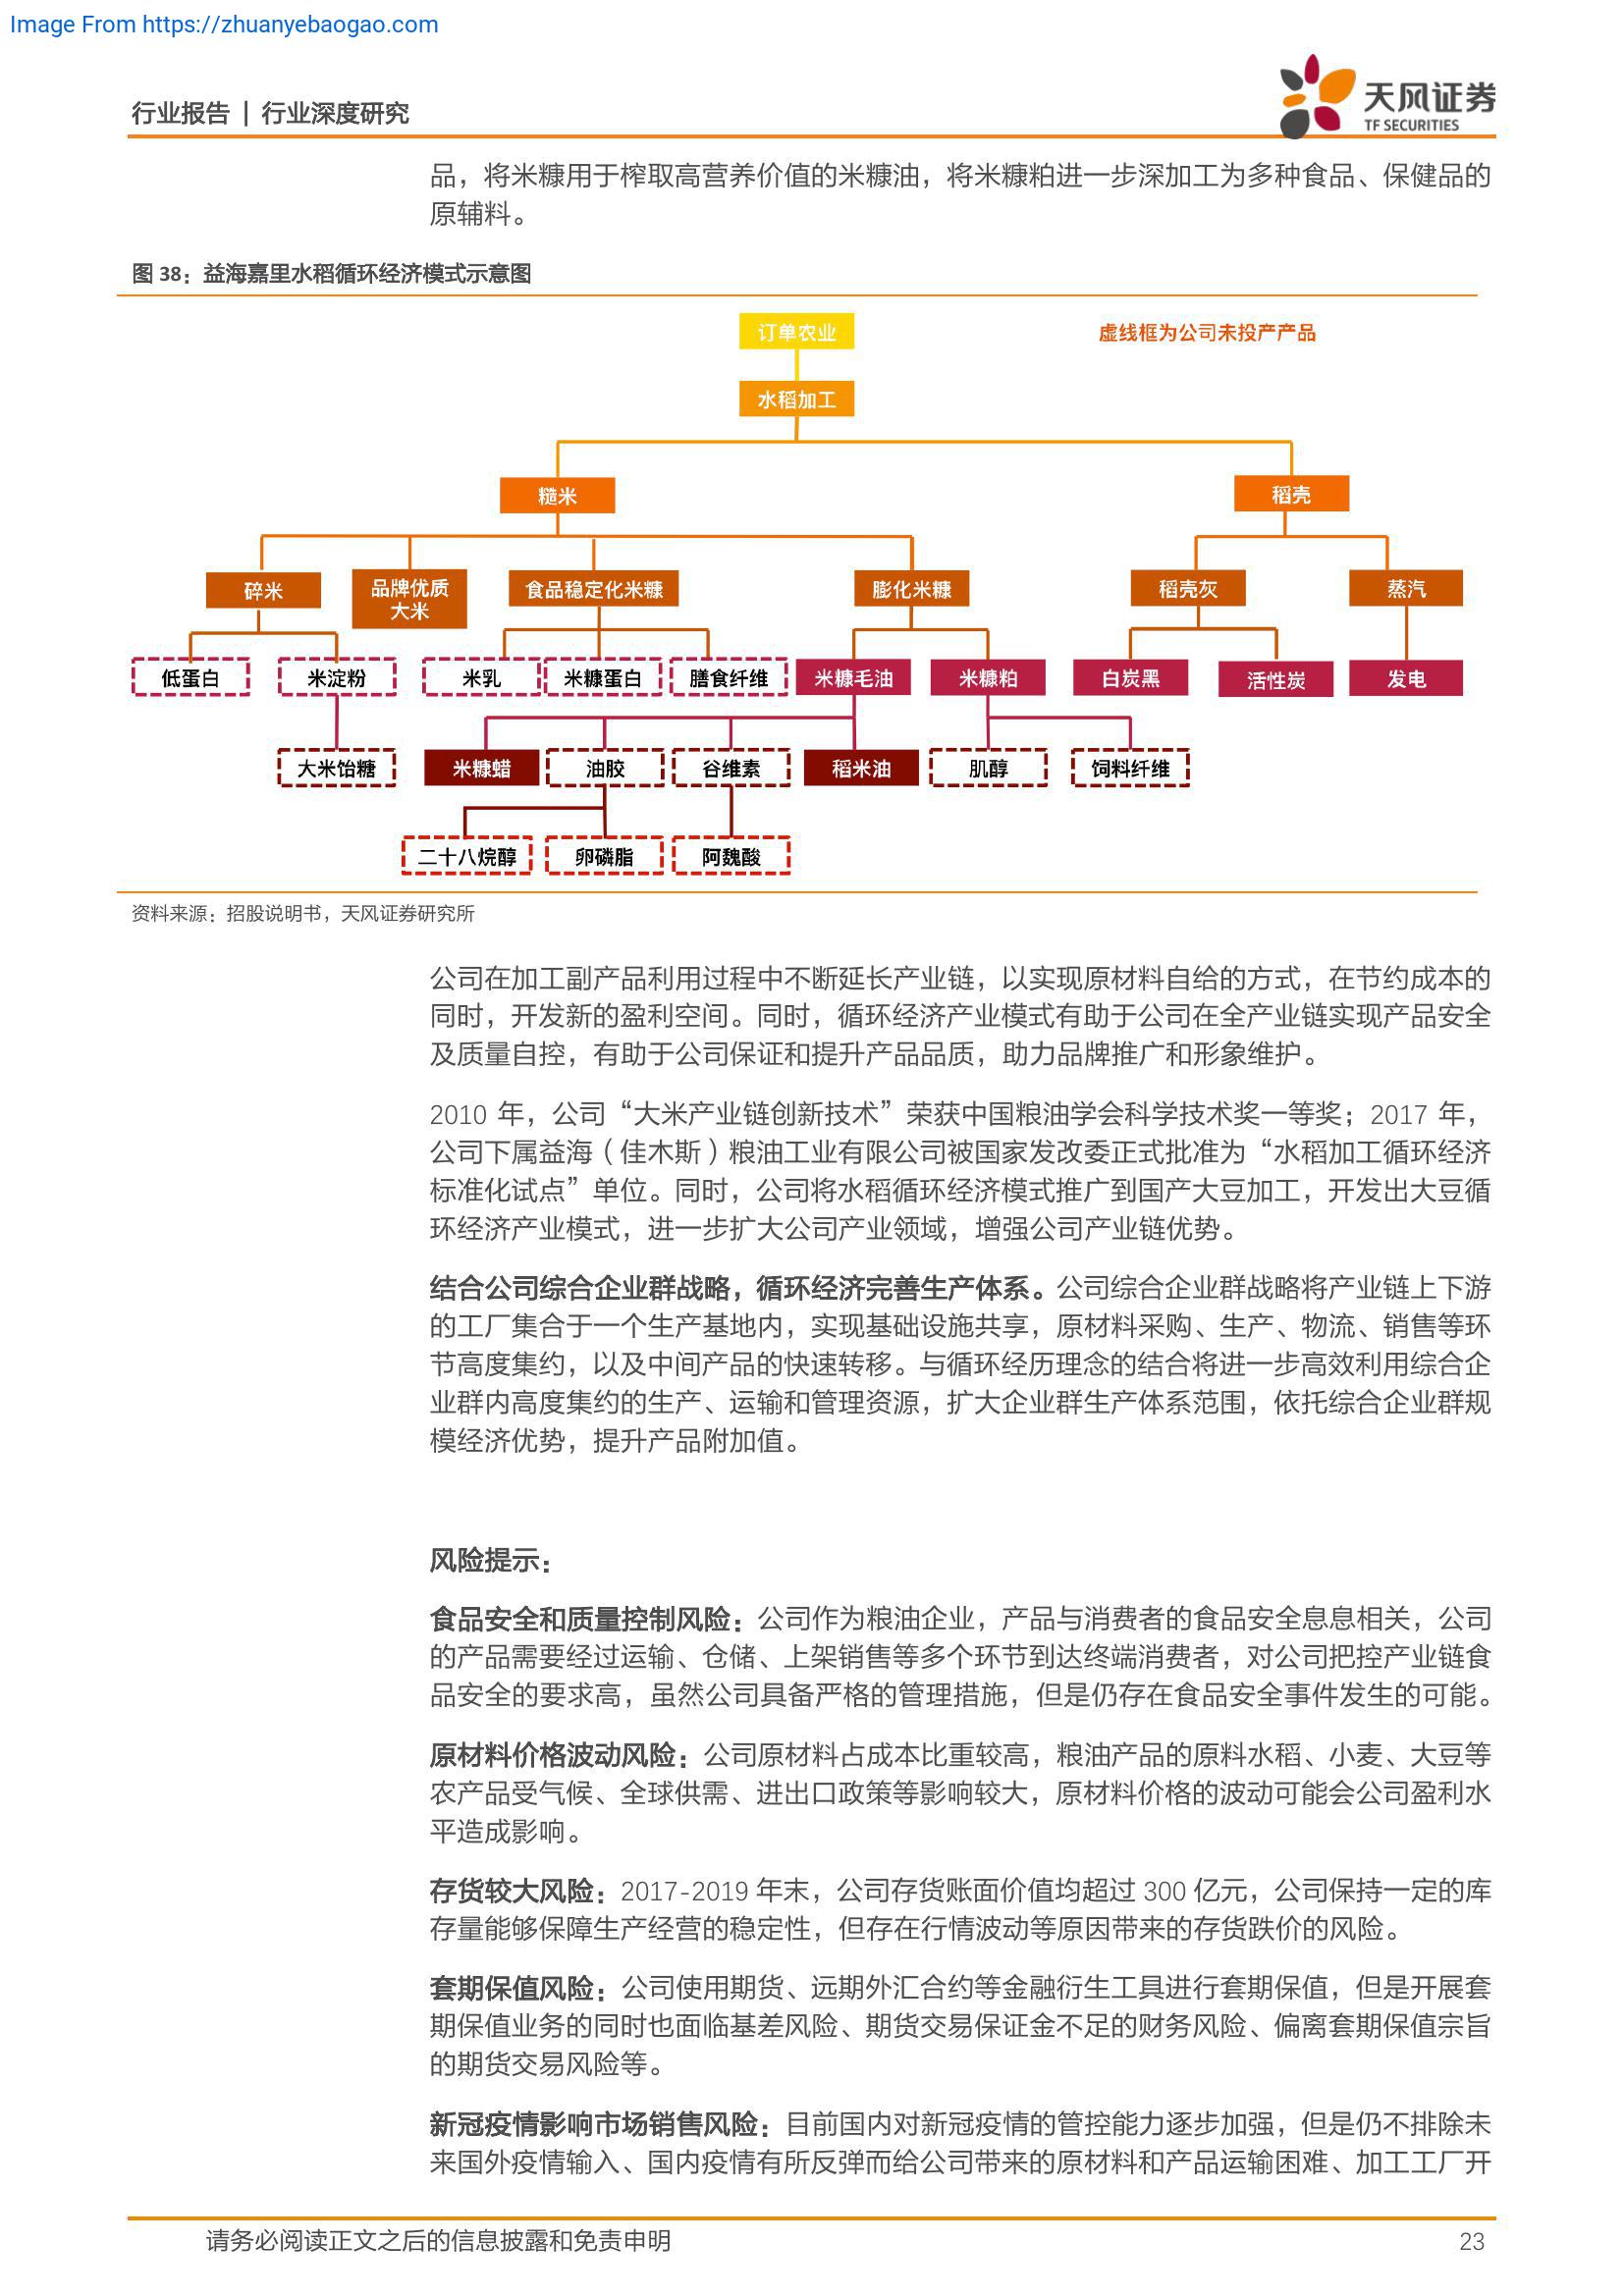 Image From https://zhuanyebaogao.com
行业报告 | 行业深度研究
天风证券
TF SECURITIES
品，将米糠用于榨取高营养价值的米糠油，将米糠粕进一步深加工为多种食品、保健品的
原辅料。
图 38：益海嘉里水稻循环经济模式示意图
订单农业
虚线框为公司未投产产品
水稻加工
糙米
稻壳
碎米
品牌优质
大米
食品稳定化米糠
膨化米糠
稻壳灰
蒸汽
低蛋白
米淀粉
米乳
米糠蛋白
膳食纤维
米糠毛油
米糠粕
白炭黑
活性炭
发电
大米饴糖
米糠蜡
油胶
谷维素
稻米油
肌醇
饲料纤维
二十八烷醇
卵磷脂
阿魏酸
资料来源：招股说明书，天风证券研究所
公司在加工副产品利用过程中不断延长产业链，以实现原材料自给的方式，在节约成本的
同时，开发新的盈利空间。同时，循环经济产业模式有助于公司在全产业链实现产品安全
及质量自控，有助于公司保证和提升产品品质，助力品牌推广和形象维护。
2010 年，公司“大米产业链创新技术”荣获中国粮油学会科学技术奖一等奖；2017 年，
公司下属益海（佳木斯）粮油工业有限公司被国家发改委正式批准为“水稻加工循环经济
标准化试点”单位。同时，公司将水稻循环经济模式推广到国产大豆加工，开发出大豆循
环经济产业模式，进一步扩大公司产业领域，增强公司产业链优势。
结合公司综合企业群战略，循环经济完善生产体系。公司综合企业群战略将产业链上下游
的工厂集合于一个生产基地内，实现基础设施共享，原材料采购、生产、物流、销售等环
节高度集约，以及中间产品的快速转移。与循环经历理念的结合将进一步高效利用综合企
业群内高度集约的生产、运输和管理资源，扩大企业群生产体系范围，依托综合企业群规
模经济优势，提升产品附加值。
风险提示：
食品安全和质量控制风险：公司作为粮油企业，产品与消费者的食品安全息息相关，公司
的产品需要经过运输、仓储、上架销售等多个环节到达终端消费者，对公司把控产业链食
品安全的要求高，虽然公司具备严格的管理措施，但是仍存在食品安全事件发生的可能。
原材料价格波动风险：公司原材料占成本比重较高，粮油产品的原料水稻、小麦、大豆等
农产品受气候、全球供需、进出口政策等影响较大，原材料价格的波动可能会公司盈利水
平造成影响。
存货较大风险：2017-2019 年末，公司存货账面价值均超过 300 亿元，公司保持一定的库
存量能够保障生产经营的稳定性，但存在行情波动等原因带来的存货跌价的风险。
套期保值风险：公司使用期货、远期外汇合约等金融衍生工具进行套期保值，但是开展套
期保值业务的同时也面临基差风险、期货交易保证金不足的财务风险、偏离套期保值宗旨
的期货交易风险等。
新冠疫情影响市场销售风险：目前国内对新冠疫情的管控能力逐步加强，但是仍不排除未
来国外疫情输入、国内疫情有所反弹而给公司带来的原材料和产品运输困难、加工工厂开
请务必阅读正文之后的信息披露和免责申明
23